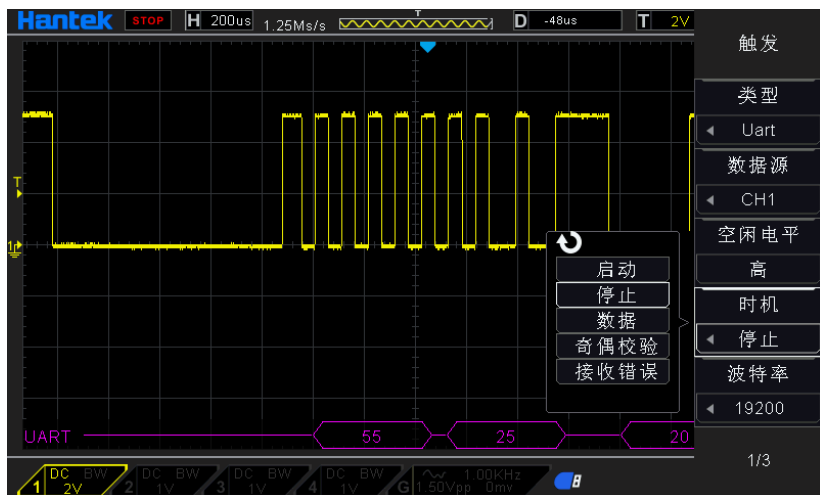 Hantek STOP H 200us 1.25Ms/s T D -48us T 2V
触发
类型
Uart
数据源
CH1
空闲电平
高
时机
停止
波特率
19200
1/3
T
1
启动
停止
数据
奇偶校验
接收错误
UART 55 25 20
1 DC BW 2V
2 DC BW 1V
3 DC BW 1V
4 DC BW 1V
G 1.00KHz 1.50Vpp 0mv